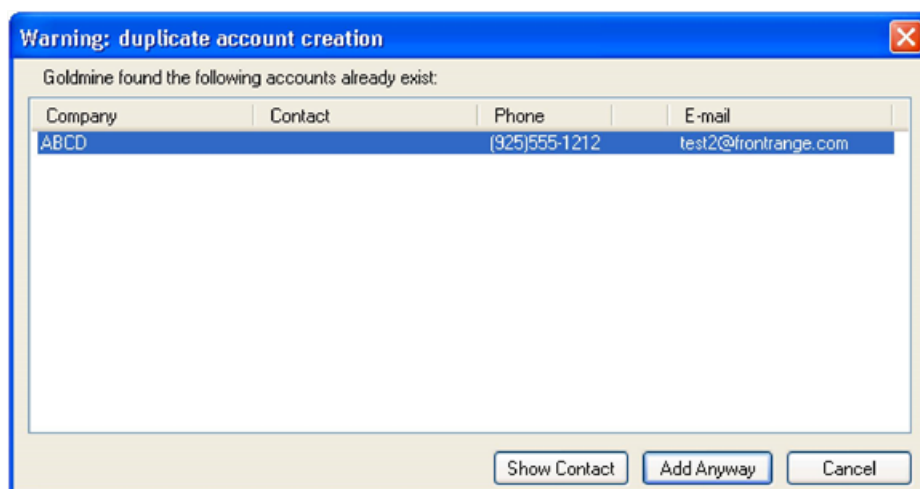 Warning: duplicate account creation
Goldmine found the following accounts already exist:
Company Contact Phone E-mail
ABCD (925)555-1212 test2@frontrange.com
Show Contact Add Anyway Cancel